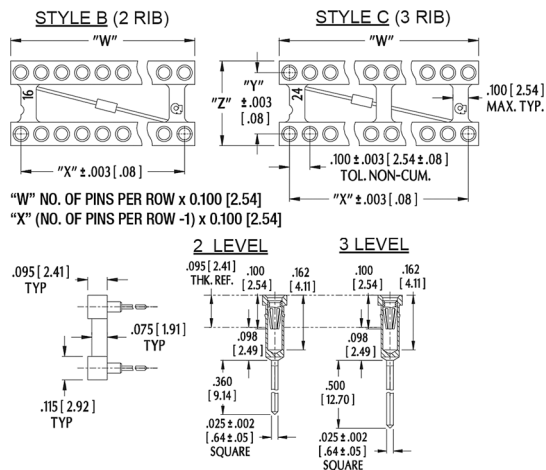 STYLE B (2 RIB)
STYLE C (3 RIB)
"W"
"W"
16
24
"Z"
"Y"
±.003
[.08]
.100 [2.54]
MAX. TYP.
"X" ±.003 [.08]
.100 ±.003 [2.54 ±.08]
TOL. NON-CUM.
"X" ±.003 [.08]
"W" NO. OF PINS PER ROW x 0.100 [2.54]
"X" (NO. OF PINS PER ROW -1) x 0.100 [2.54]
2 LEVEL
3 LEVEL
.095 [2.41]
TYP
.075 [1.91]
TYP
.115 [2.92]
TYP
.095 [2.41]
THK. REF.
.100
[2.54]
.162
[4.11]
.098
[2.49]
.360
[9.14]
.025 ±.002
[.64 ±.05]
SQUARE
.100
[2.54]
.162
[4.11]
.098
[2.49]
.500
[12.70]
.025 ±.002
[.64 ±.05]
SQUARE